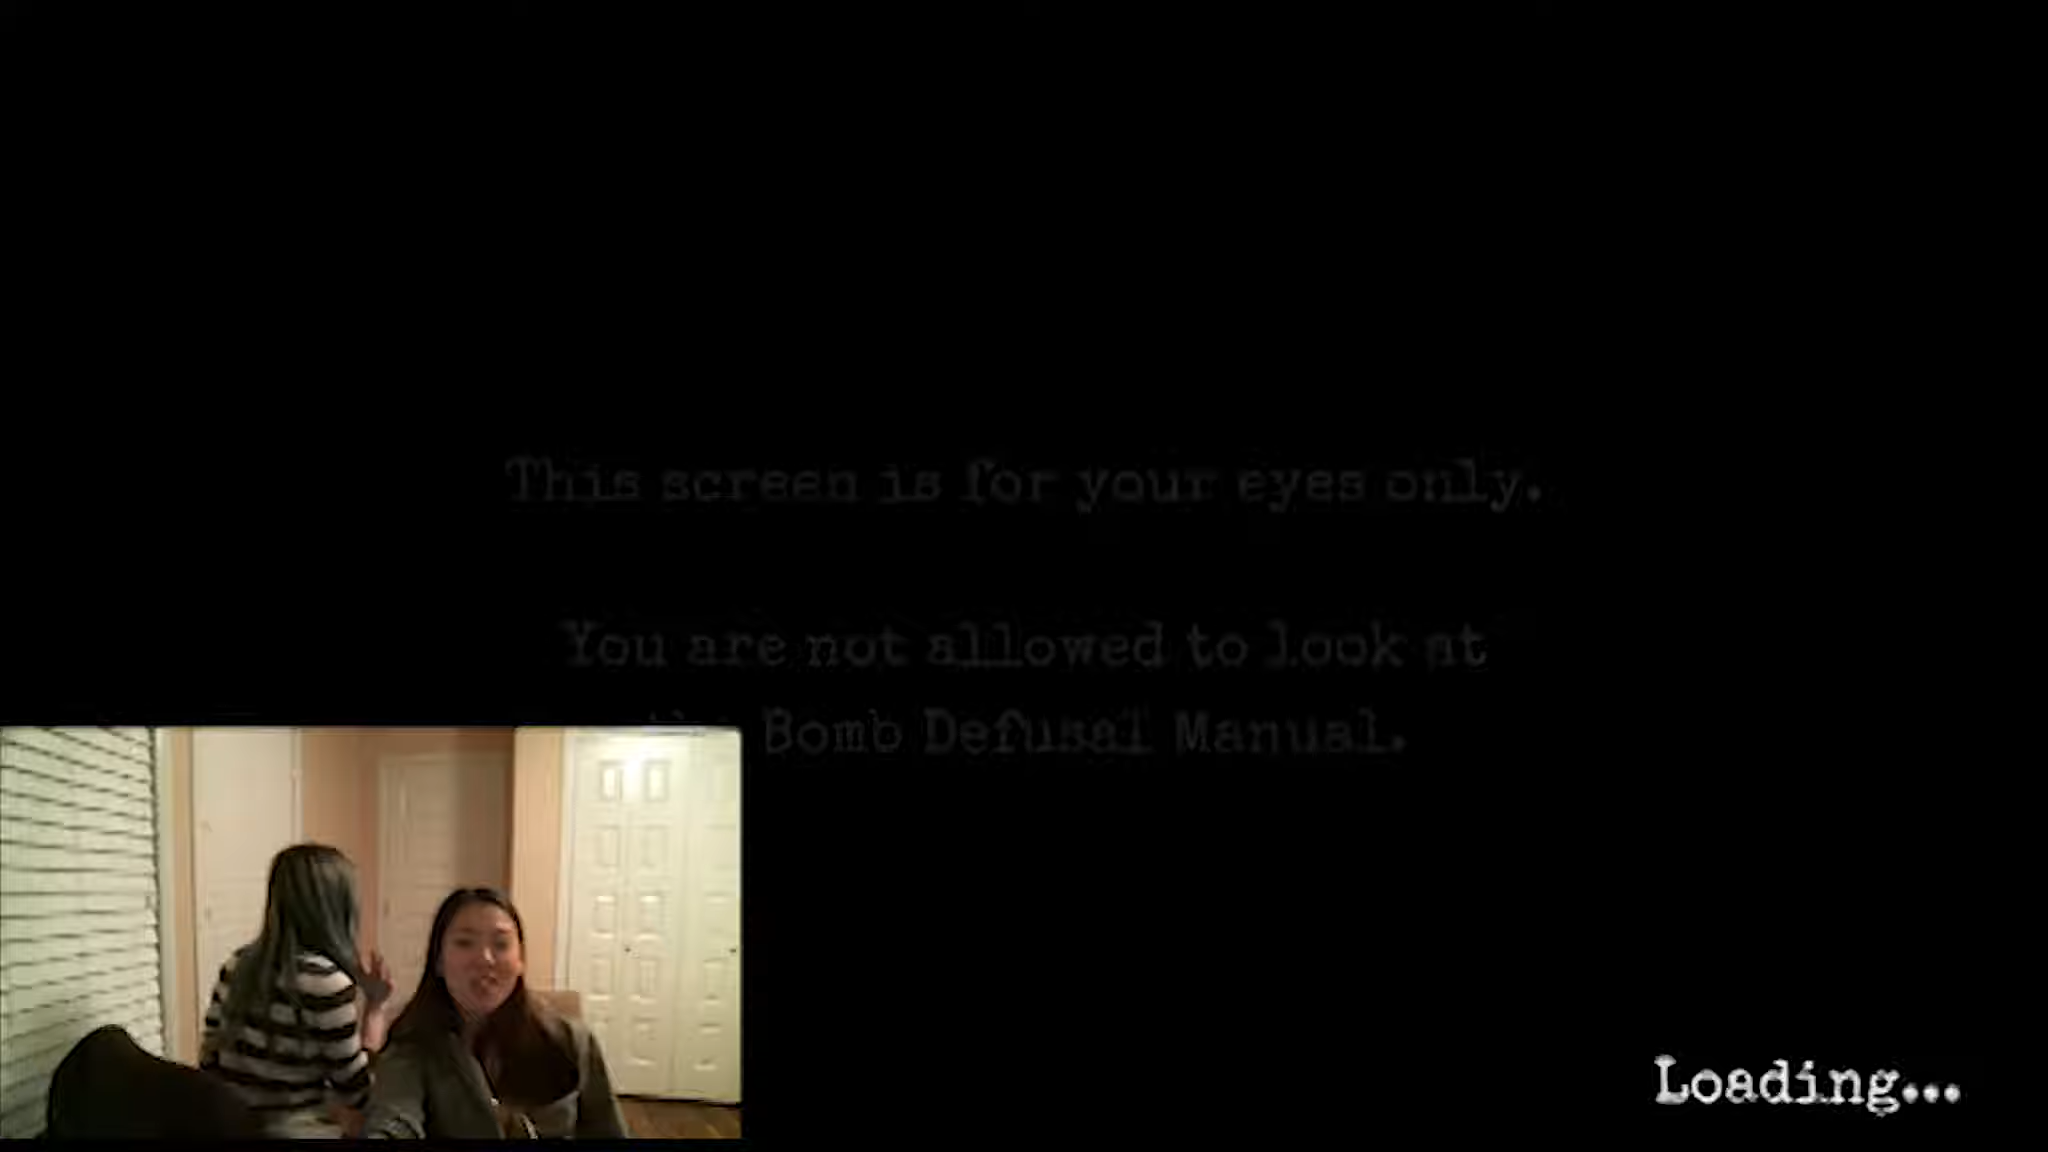 This screen is for your eyes only.
You are not allowed to look at
Bomb Defusal Manual.
Loading...